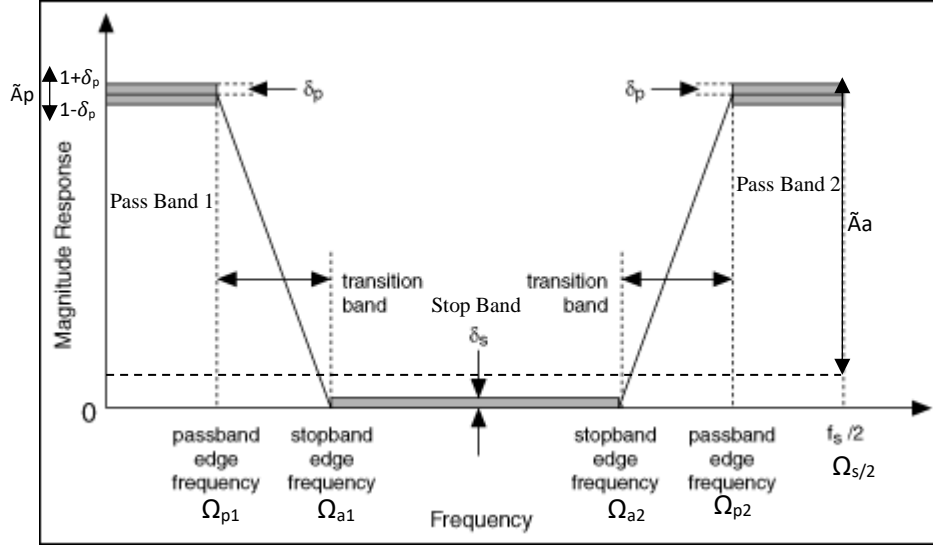 Magnitude Response
Ãp
1+δp
1-δp
δp
δp
Pass Band 1
Pass Band 2
Ãa
transition
band
transition
band
Stop Band
δs
0
passband
edge
frequency
Ωp1
stopband
edge
frequency
Ωa1
stopband
edge
frequency
Ωa2
passband
edge
frequency
Ωp2
fs /2
Ωs/2
Frequency